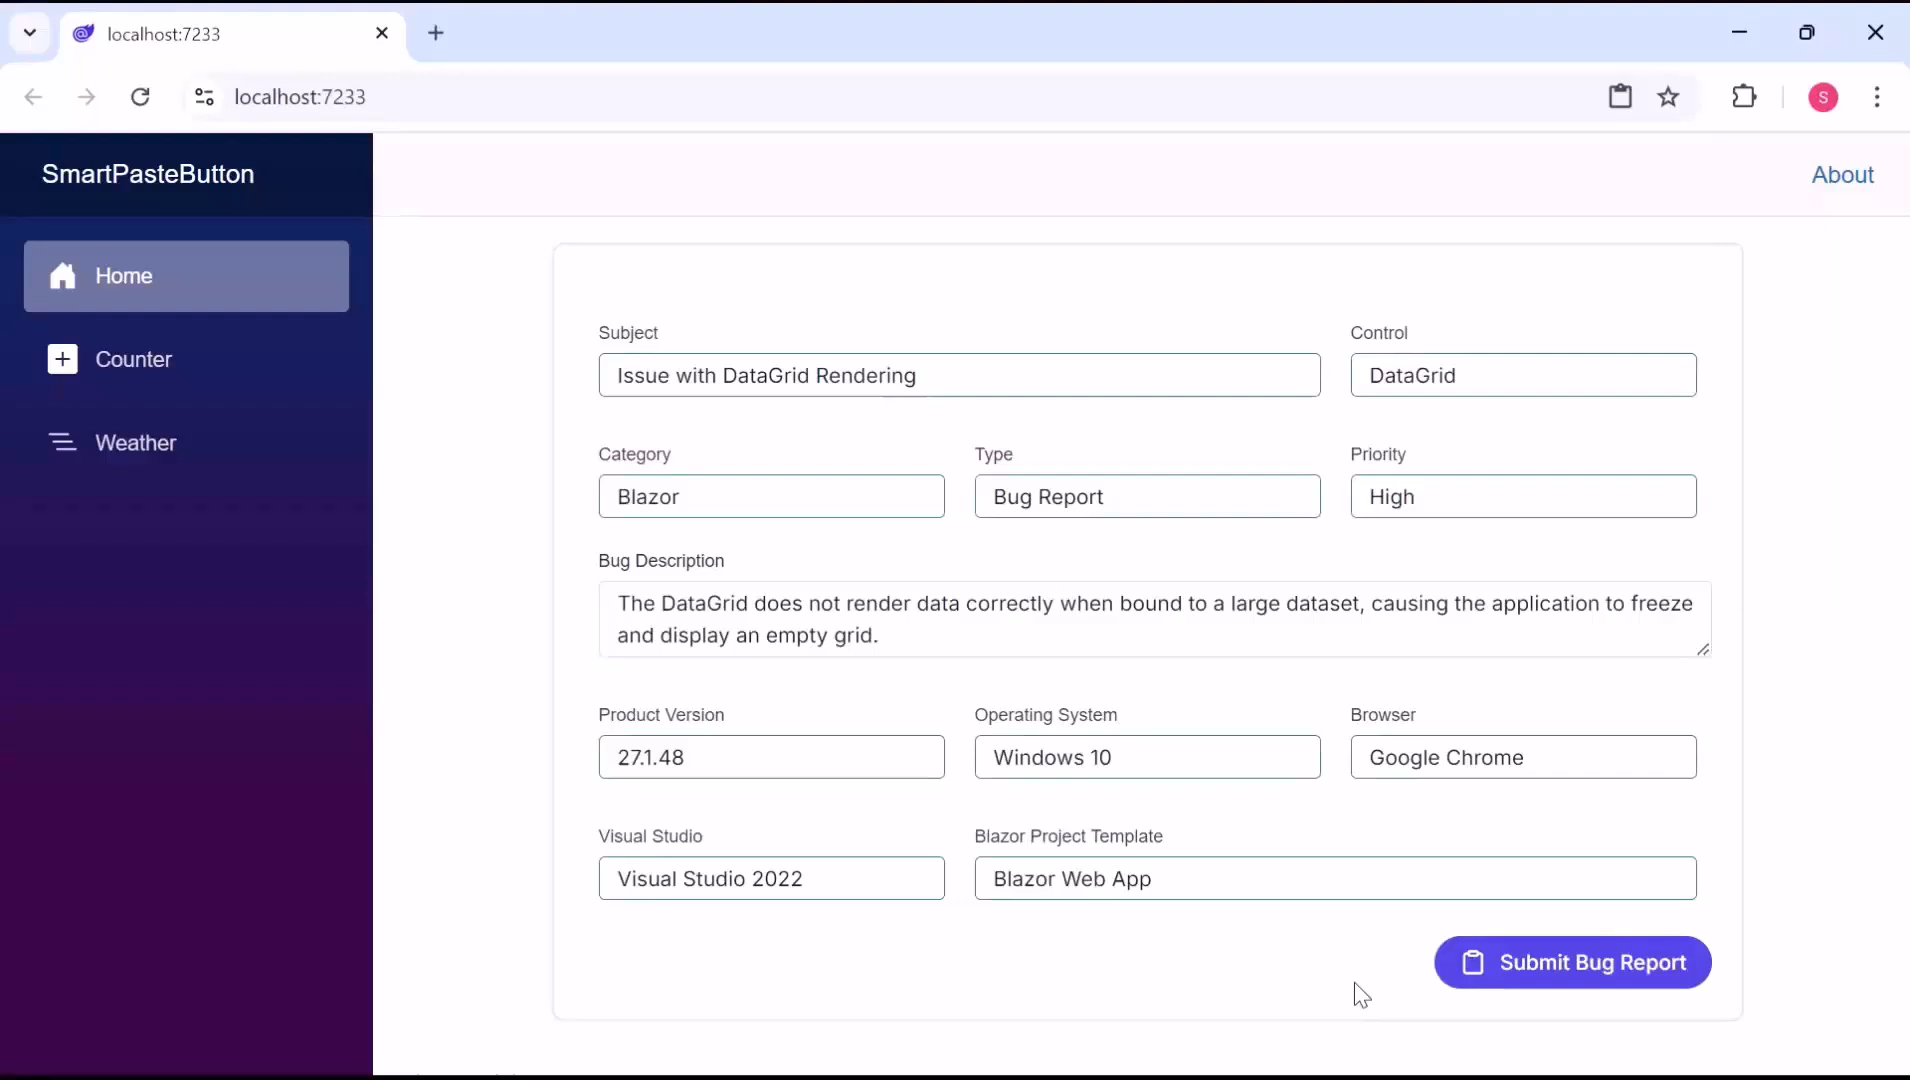 localhost:7233
localhost:7233
S
SmartPasteButton
About
Home
Counter
Weather
Subject
Control
Issue with DataGrid Rendering
DataGrid
Category
Type
Priority
Blazor
Bug Report
High
Bug Description
The DataGrid does not render data correctly when bound to a large dataset, causing the application to freeze
and display an empty grid.
Product Version
Operating System
Browser
27.1.48
Windows 10
Google Chrome
Visual Studio
Blazor Project Template
Visual Studio 2022
Blazor Web App
Submit Bug Report